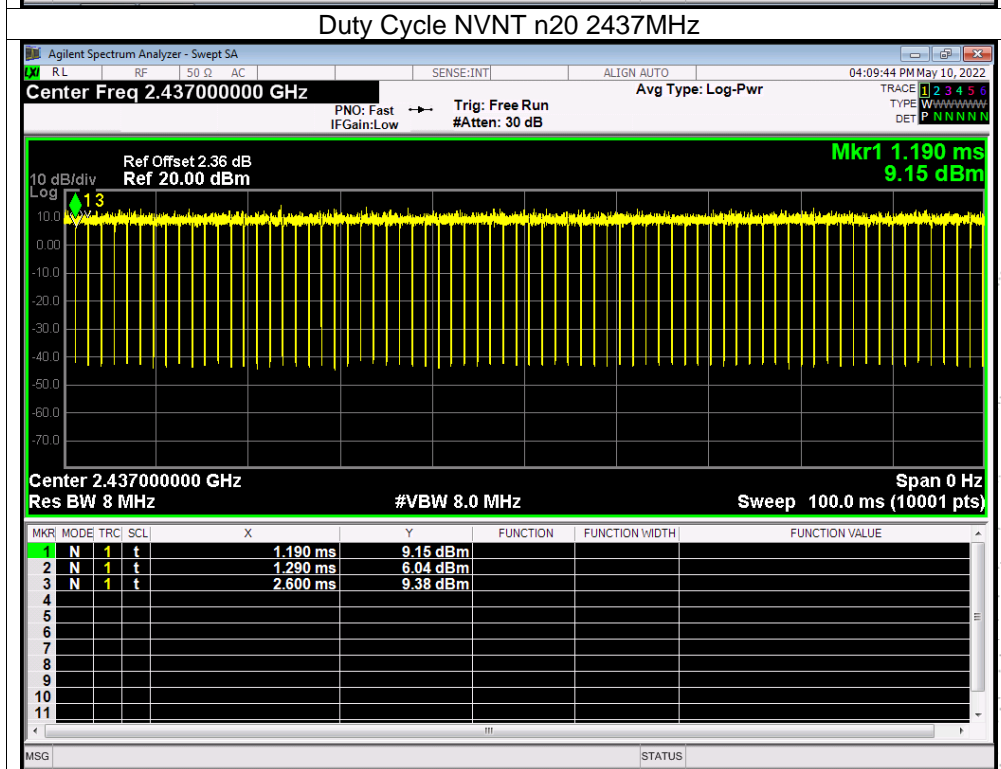 Duty Cycle NVNT n20 2437MHz
Agilent Spectrum Analyzer - Swept SA
LXI RL RF 50 Ω AC SENSE:INT ALIGN AUTO 04:09:44 PM May 10, 2022
Center Freq 2.437000000 GHz Avg Type: Log-Pwr TRACE 1 2 3 4 5 6
PNO: Fast Trig: Free Run TYPE WWWWWW
IFGain:Low #Atten: 30 dB DET P N N N N N
Mkr1 1.190 ms
Ref Offset 2.36 dB
10 dB/div Ref 20.00 dBm 9.15 dBm
Log
1 3
10.0
0.00
-10.0
-20.0
-30.0
-40.0
-50.0
-60.0
-70.0
Center 2.437000000 GHz Span 0 Hz
Res BW 8 MHz #VBW 8.0 MHz Sweep 100.0 ms (10001 pts)
MKR MODE TRC SCL X Y FUNCTION FUNCTION WIDTH FUNCTION VALUE
1 N 1 t 1.190 ms 9.15 dBm
2 N 1 t 1.290 ms 6.04 dBm
3 N 1 t 2.600 ms 9.38 dBm
4
5
6
7
8
9
10
11
MSG STATUS